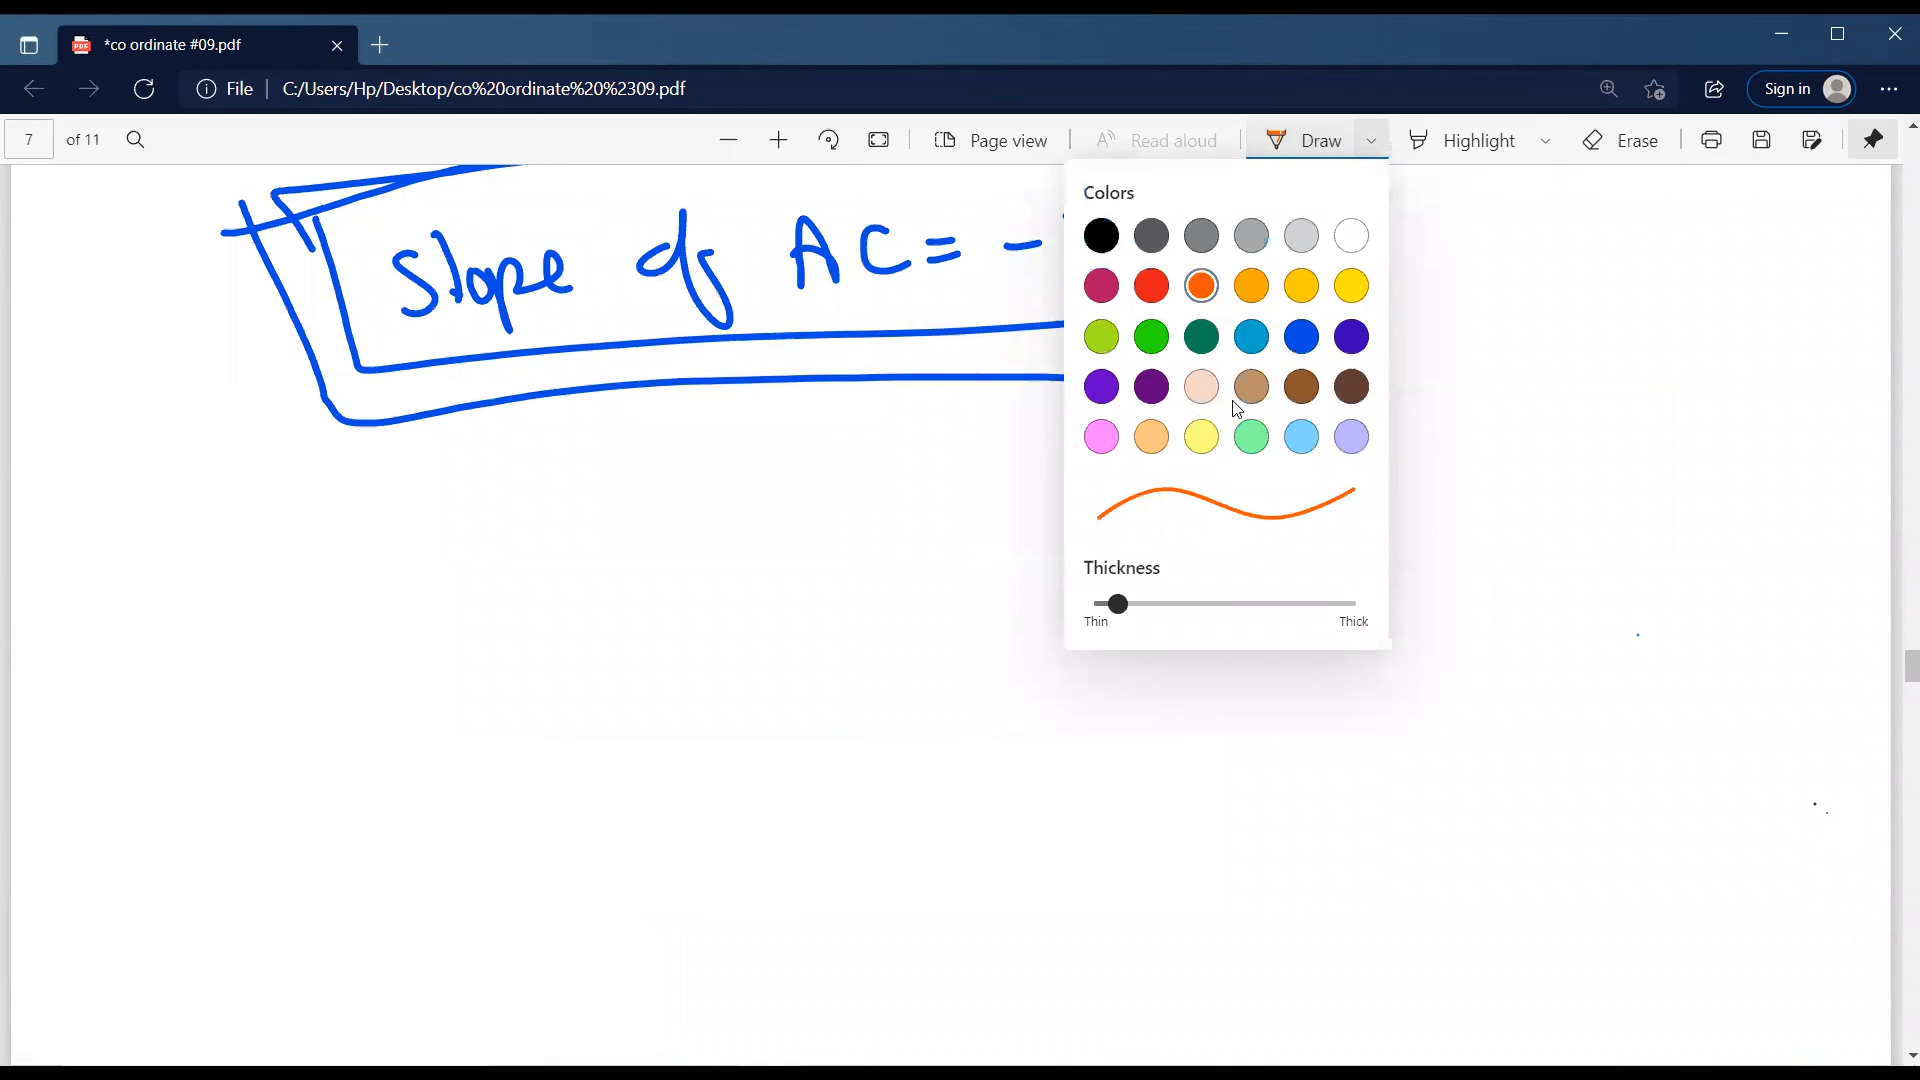 *co ordinate #09.pdf
File C:/Users/Hp/Desktop/co%20ordinate%20%2309.pdf Sign in
7 of 11 Page view Read aloud Draw Highlight Erase
Slope of AC = -
Colors
Thickness
Thin Thick